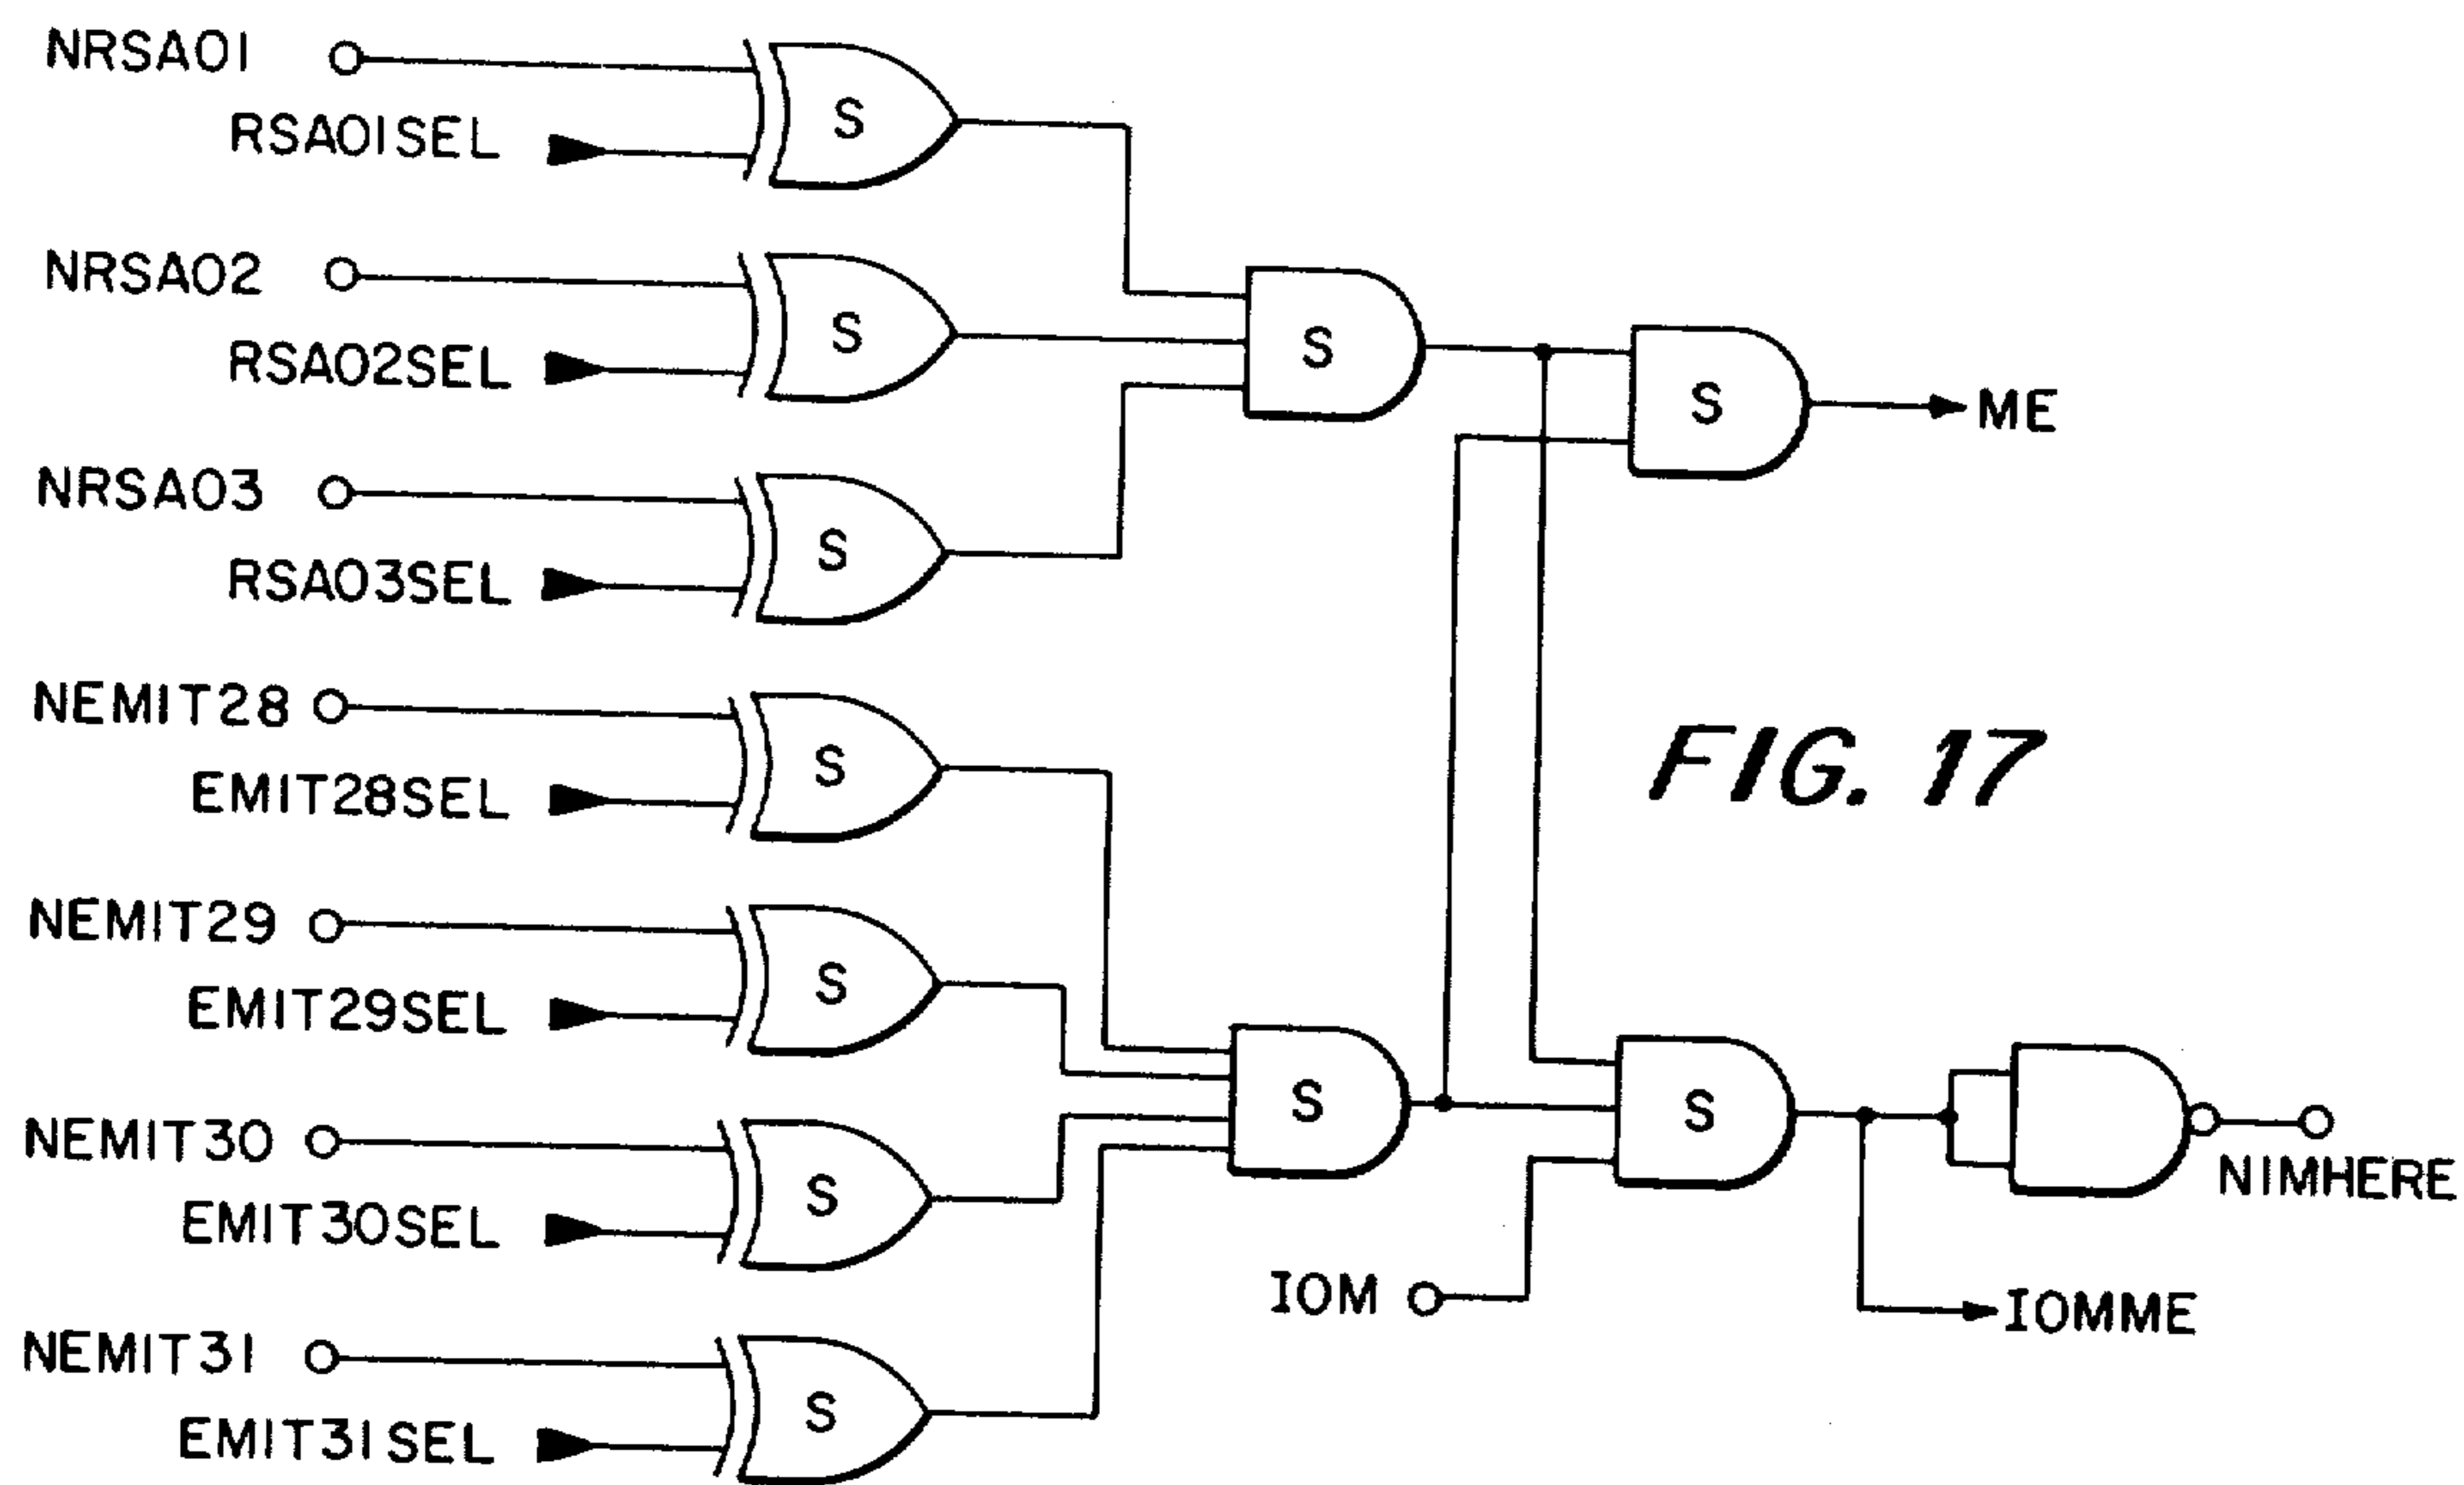 NRSA01
RSA01SEL
S
NRSA02
RSA02SEL
S
S
S
ME
NRSA03
RSA03SEL
S
NEMIT28
EMIT28SEL
S
FIG. 17
NEMIT29
EMIT29SEL
S
S
S
NIMHERE
NEMIT30
EMIT30SEL
S
IOM
IOMME
NEMIT31
EMIT31SEL
S